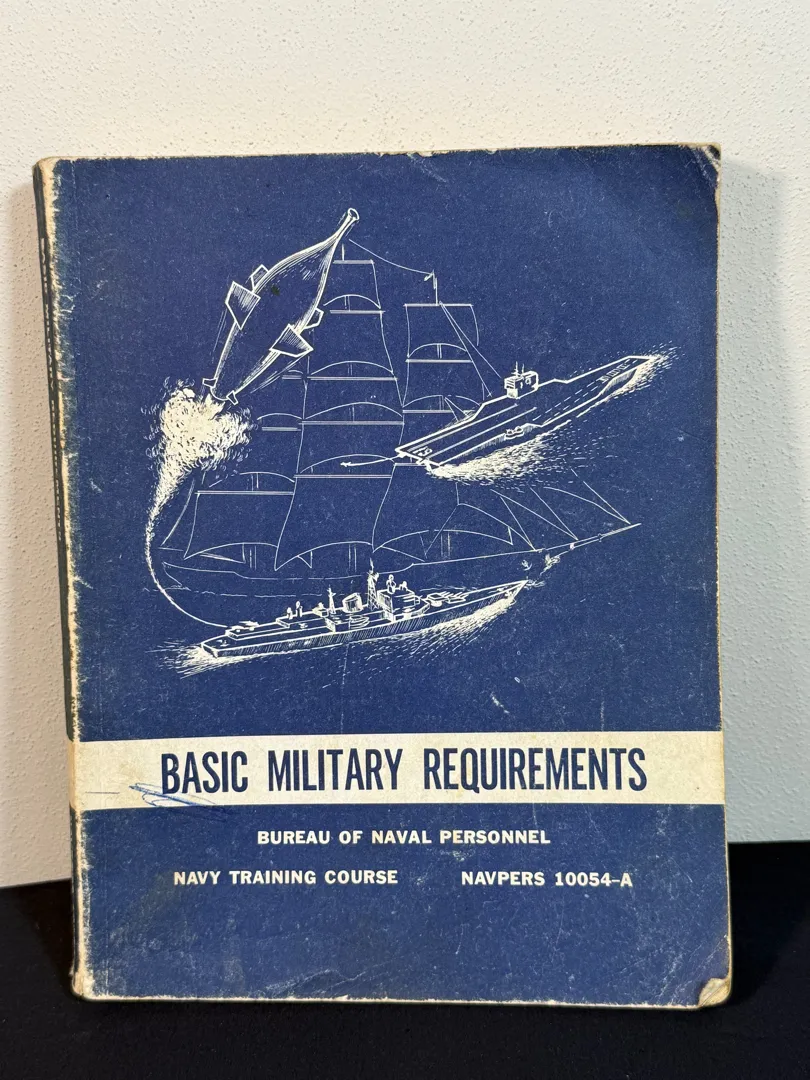 BASIC MILITARY REQUIREMENTS
BUREAU OF NAVAL PERSONNEL
NAVY TRAINING COURSE NAVPERS 10054-A